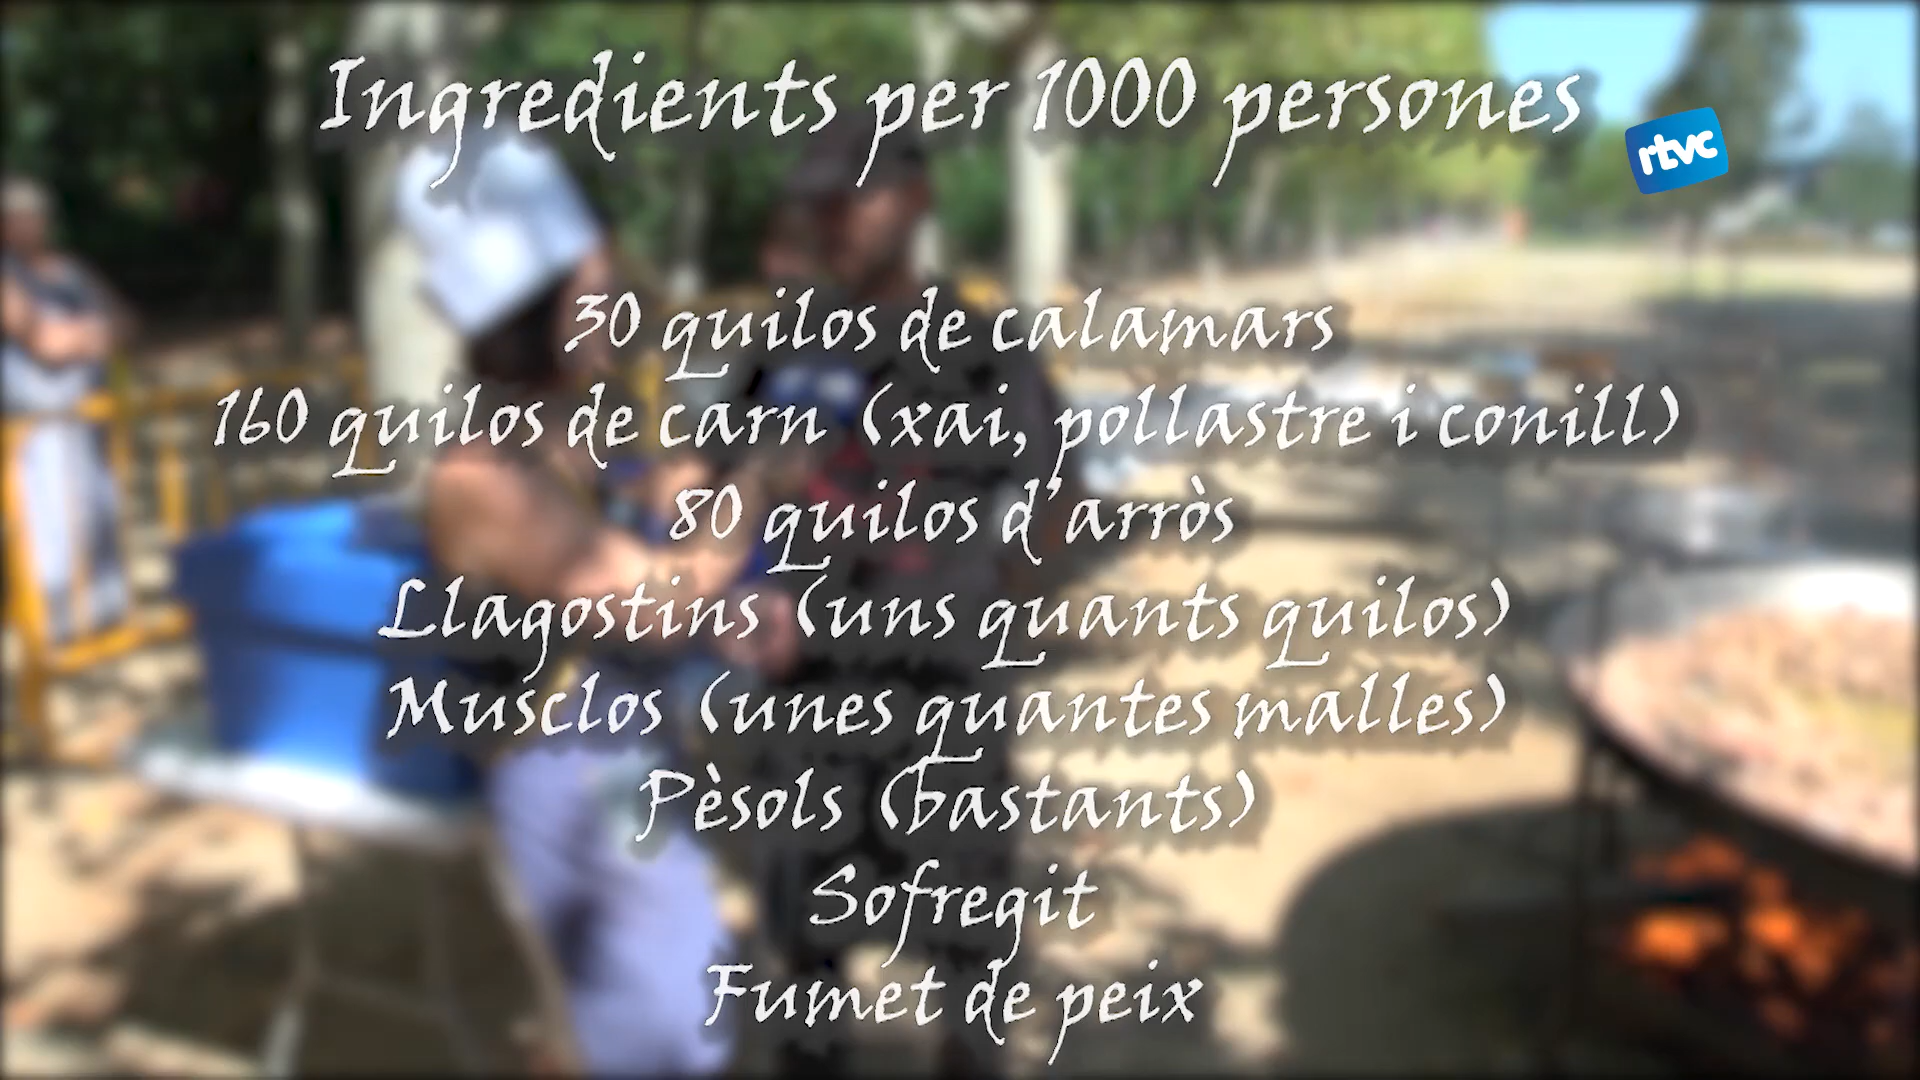 Ingredients per 1000 persones
rtvc
30 quilos de calamars
160 quilos de carn (xai, pollastre i conill)
80 quilos d'arròs
Llagostins (uns quants quilos)
Musclos (unes quantes malles)
Pèsols (bastants)
Sofregit
Fumet de peix